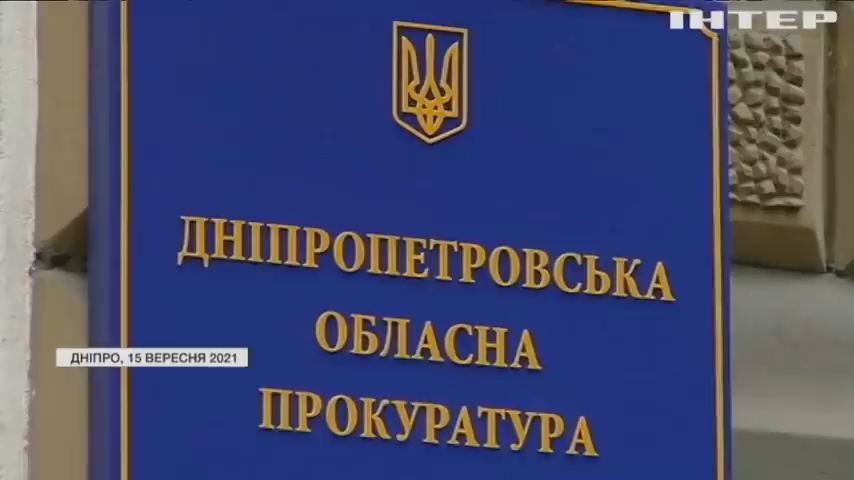 ІНТЕР
ДНІПРОПЕТРОВСЬКА
ОБЛАСНА
ПРОКУРАТУРА
ДНІПРО, 15 ВЕРЕСНЯ 2021